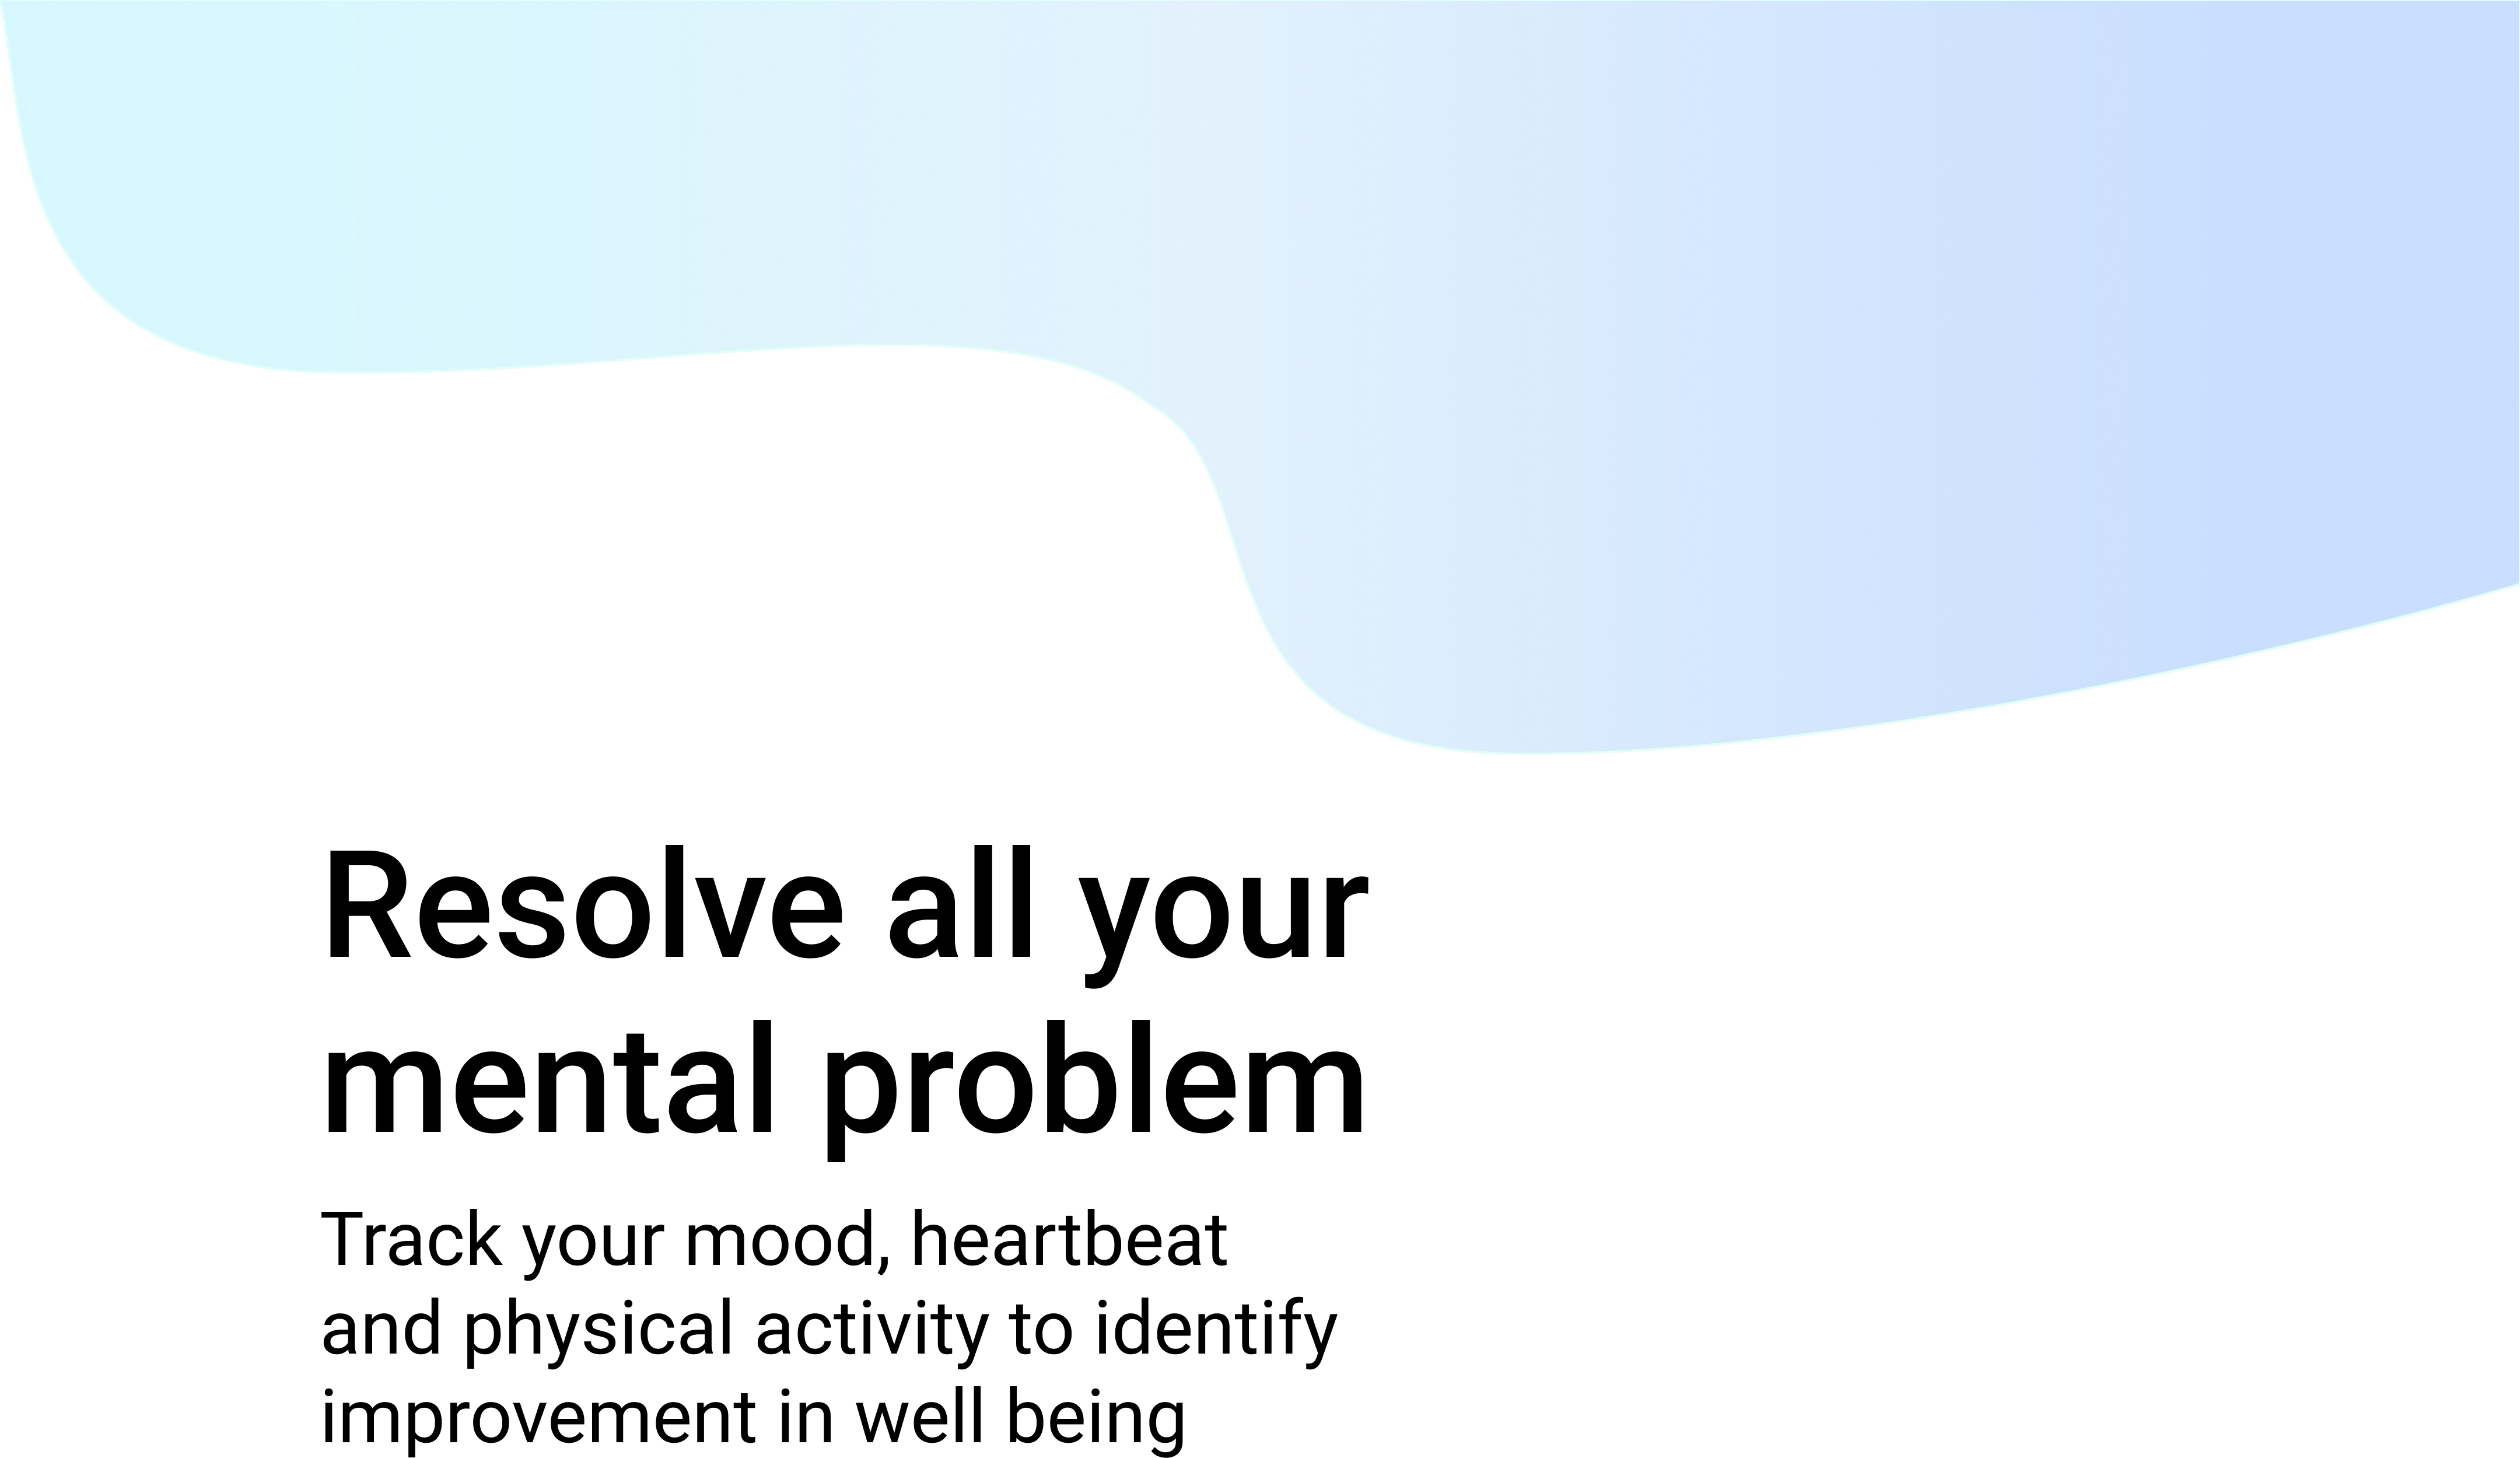 Resolve all your
mental problem
Track your mood, heartbeat
and physical activity to identify
improvement in well being